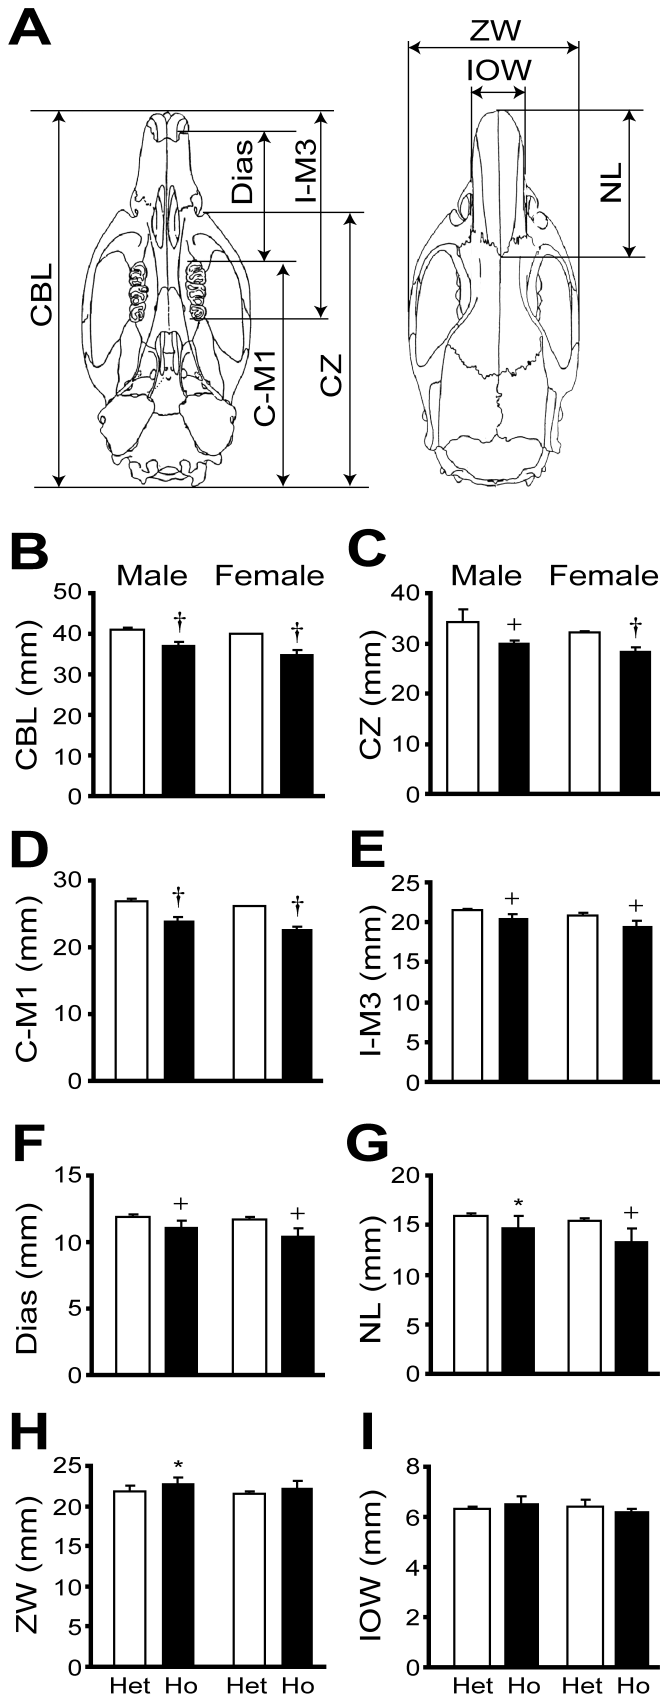 A
ZW
IOW
CBL
Dias
I-M3
C-M1
CZ
NL
B
Male Female
CBL (mm)
50
40
30
20
10
0
‡ ‡
C
Male Female
CZ (mm)
40
30
20
10
0
+ ‡
D
C-M1 (mm)
30
20
10
0
‡ ‡
E
I-M3 (mm)
25
20
15
10
5
0
+ +
F
Dias (mm)
15
10
5
0
+ +
G
NL (mm)
20
15
10
5
0
* +
H
ZW (mm)
25
20
15
10
5
0
*
Het Ho Het Ho
I
IOW (mm)
8
6
4
2
0
Het Ho Het Ho